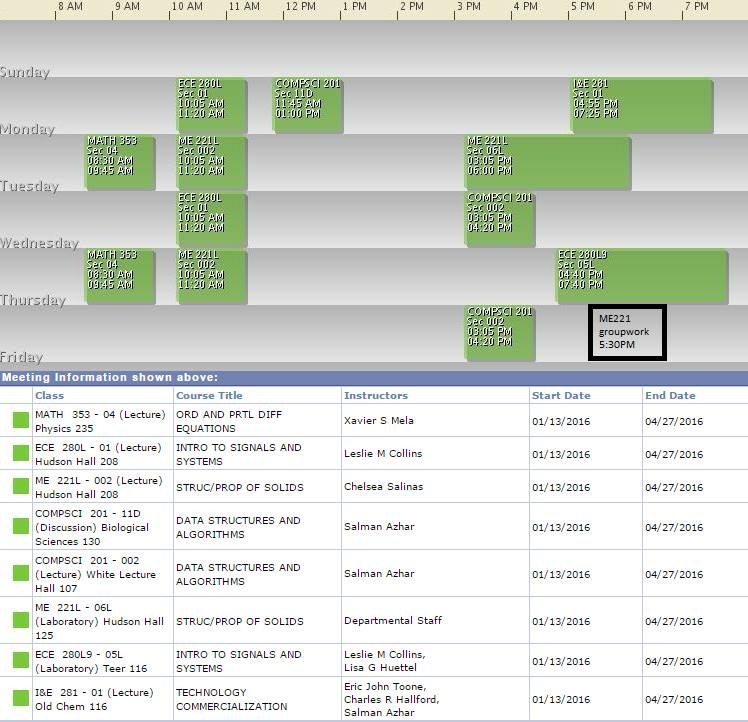 8 AM 9 AM 10 AM 11 AM 12 PM 1 PM 2 PM 3 PM 4 PM 5 PM 6 PM 7 PM
Sunday
ECE 280L
Sec 01
10:05 AM
11:20 AM
COMPSCI 201
Sec 11D
11:45 AM
01:00 PM
I&E 281
Sec 01
04:55 PM
07:25 PM
Monday
MATH 353
Sec 04
08:30 AM
09:45 AM
ME 221L
Sec 002
10:05 AM
11:20 AM
ME 221L
Sec 06L
03:05 PM
06:00 PM
Tuesday
ECE 280L
Sec 01
10:05 AM
11:20 AM
COMPSCI 201
Sec 002
03:05 PM
04:20 PM
Wednesday
MATH 353
Sec 04
08:30 AM
09:45 AM
ME 221L
Sec 002
10:05 AM
11:20 AM
ECE 280L9
Sec 05L
04:40 PM
07:40 PM
Thursday
COMPSCI 201
Sec 002
03:05 PM
04:20 PM
ME221
groupwork
5:30PM
Friday
Meeting Information shown above:
Class Course Title Instructors Start Date End Date
MATH 353 - 04 (Lecture)
Physics 235
ORD AND PRTL DIFF
EQUATIONS
Xavier S Mela
01/13/2016
04/27/2016
ECE 280L - 01 (Lecture)
Hudson Hall 208
INTRO TO SIGNALS AND
SYSTEMS
Leslie M Collins
01/13/2016
04/27/2016
ME 221L - 002 (Lecture)
Hudson Hall 208
STRUC/PROP OF SOLIDS
Chelsea Salinas
01/13/2016
04/27/2016
COMPSCI 201 - 11D
(Discussion) Biological
Sciences 130
DATA STRUCTURES AND
ALGORITHMS
Salman Azhar
01/13/2016
04/27/2016
COMPSCI 201 - 002
(Lecture) White Lecture
Hall 107
DATA STRUCTURES AND
ALGORITHMS
Salman Azhar
01/13/2016
04/27/2016
ME 221L - 06L
(Laboratory) Hudson Hall
125
STRUC/PROP OF SOLIDS
Departmental Staff
01/13/2016
04/27/2016
ECE 280L9 - 05L
(Laboratory) Teer 116
INTRO TO SIGNALS AND
SYSTEMS
Leslie M Collins,
Lisa G Huettel
01/13/2016
04/27/2016
I&E 281 - 01 (Lecture)
Old Chem 116
TECHNOLOGY
COMMERCIALIZATION
Eric John Toone,
Charles R Hallford,
Salman Azhar
01/13/2016
04/27/2016